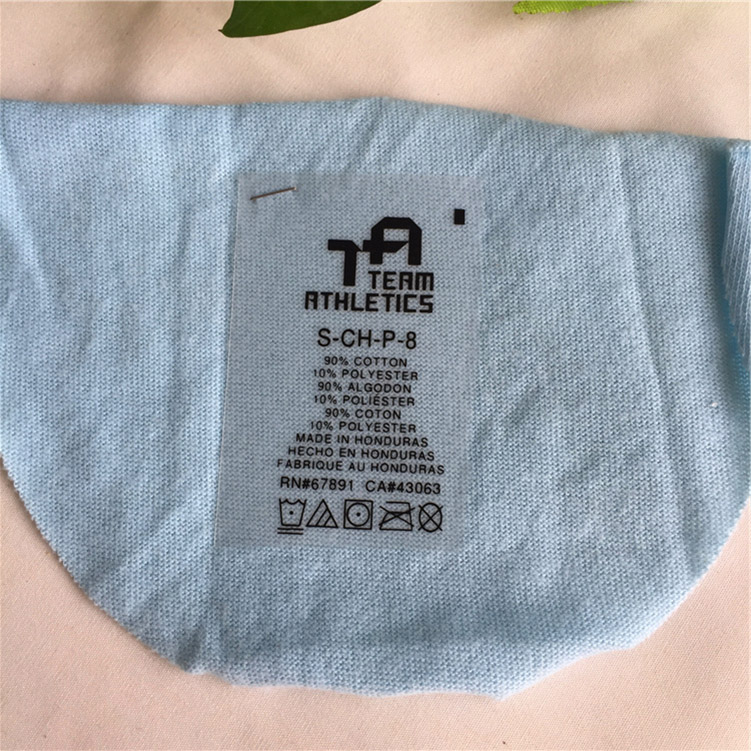 TA
TEAM
ATHLETICS
S-CH-P-8
90% COTTON
10% POLYESTER
90% ALGODON
10% POLIÉSTER
90% COTON
10% POLYESTER
MADE IN HONDURAS
HECHO EN HONDURAS
FABRIQUE AU HONDURAS
RN#67891 CA#43063